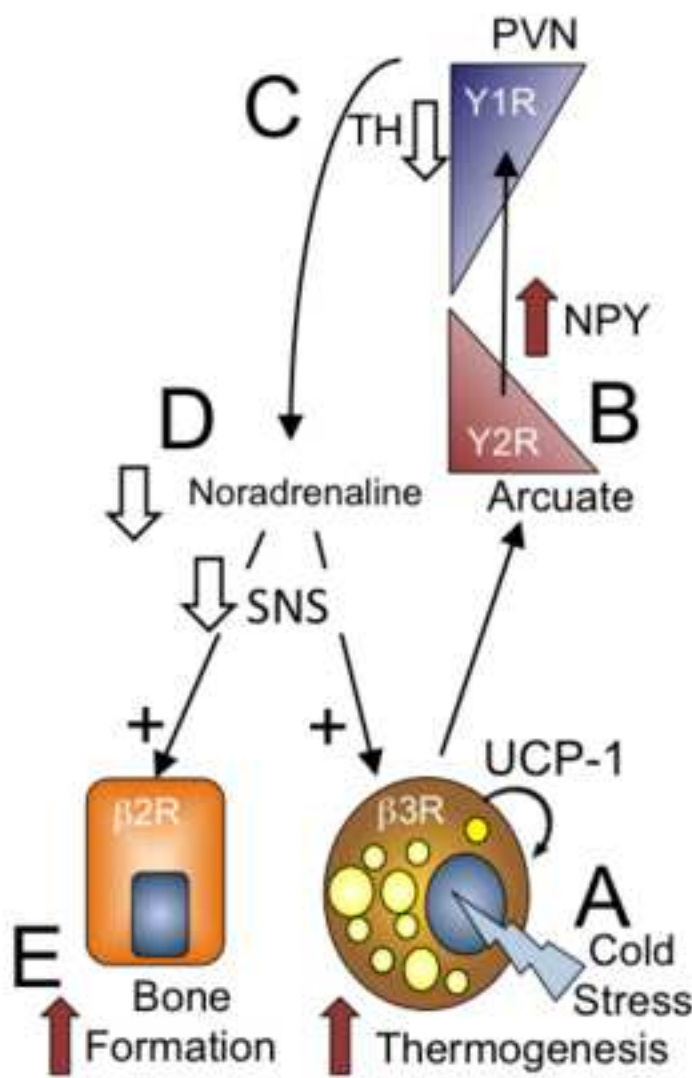 PVN
Y1R
C
TH
NPY
B
Y2R
Arcuate
D
Noradrenaline
SNS
+
+
UCP-1
β2R
β3R
A
Cold
Stress
E
Bone
Formation
Thermogenesis